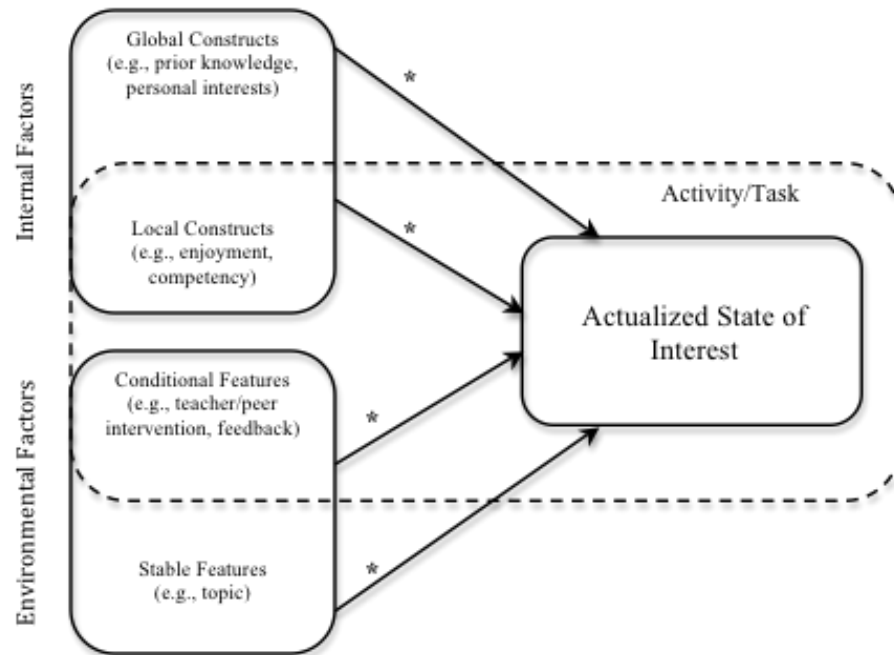 Internal Factors
Global Constructs
(e.g., prior knowledge,
personal interests)
*
Activity/Task
Local Constructs
(e.g., enjoyment,
competency)
*
Actualized State of
Interest
Environmental Factors
Conditional Features
(e.g., teacher/peer
intervention, feedback)
*
Stable Features
(e.g., topic)
*